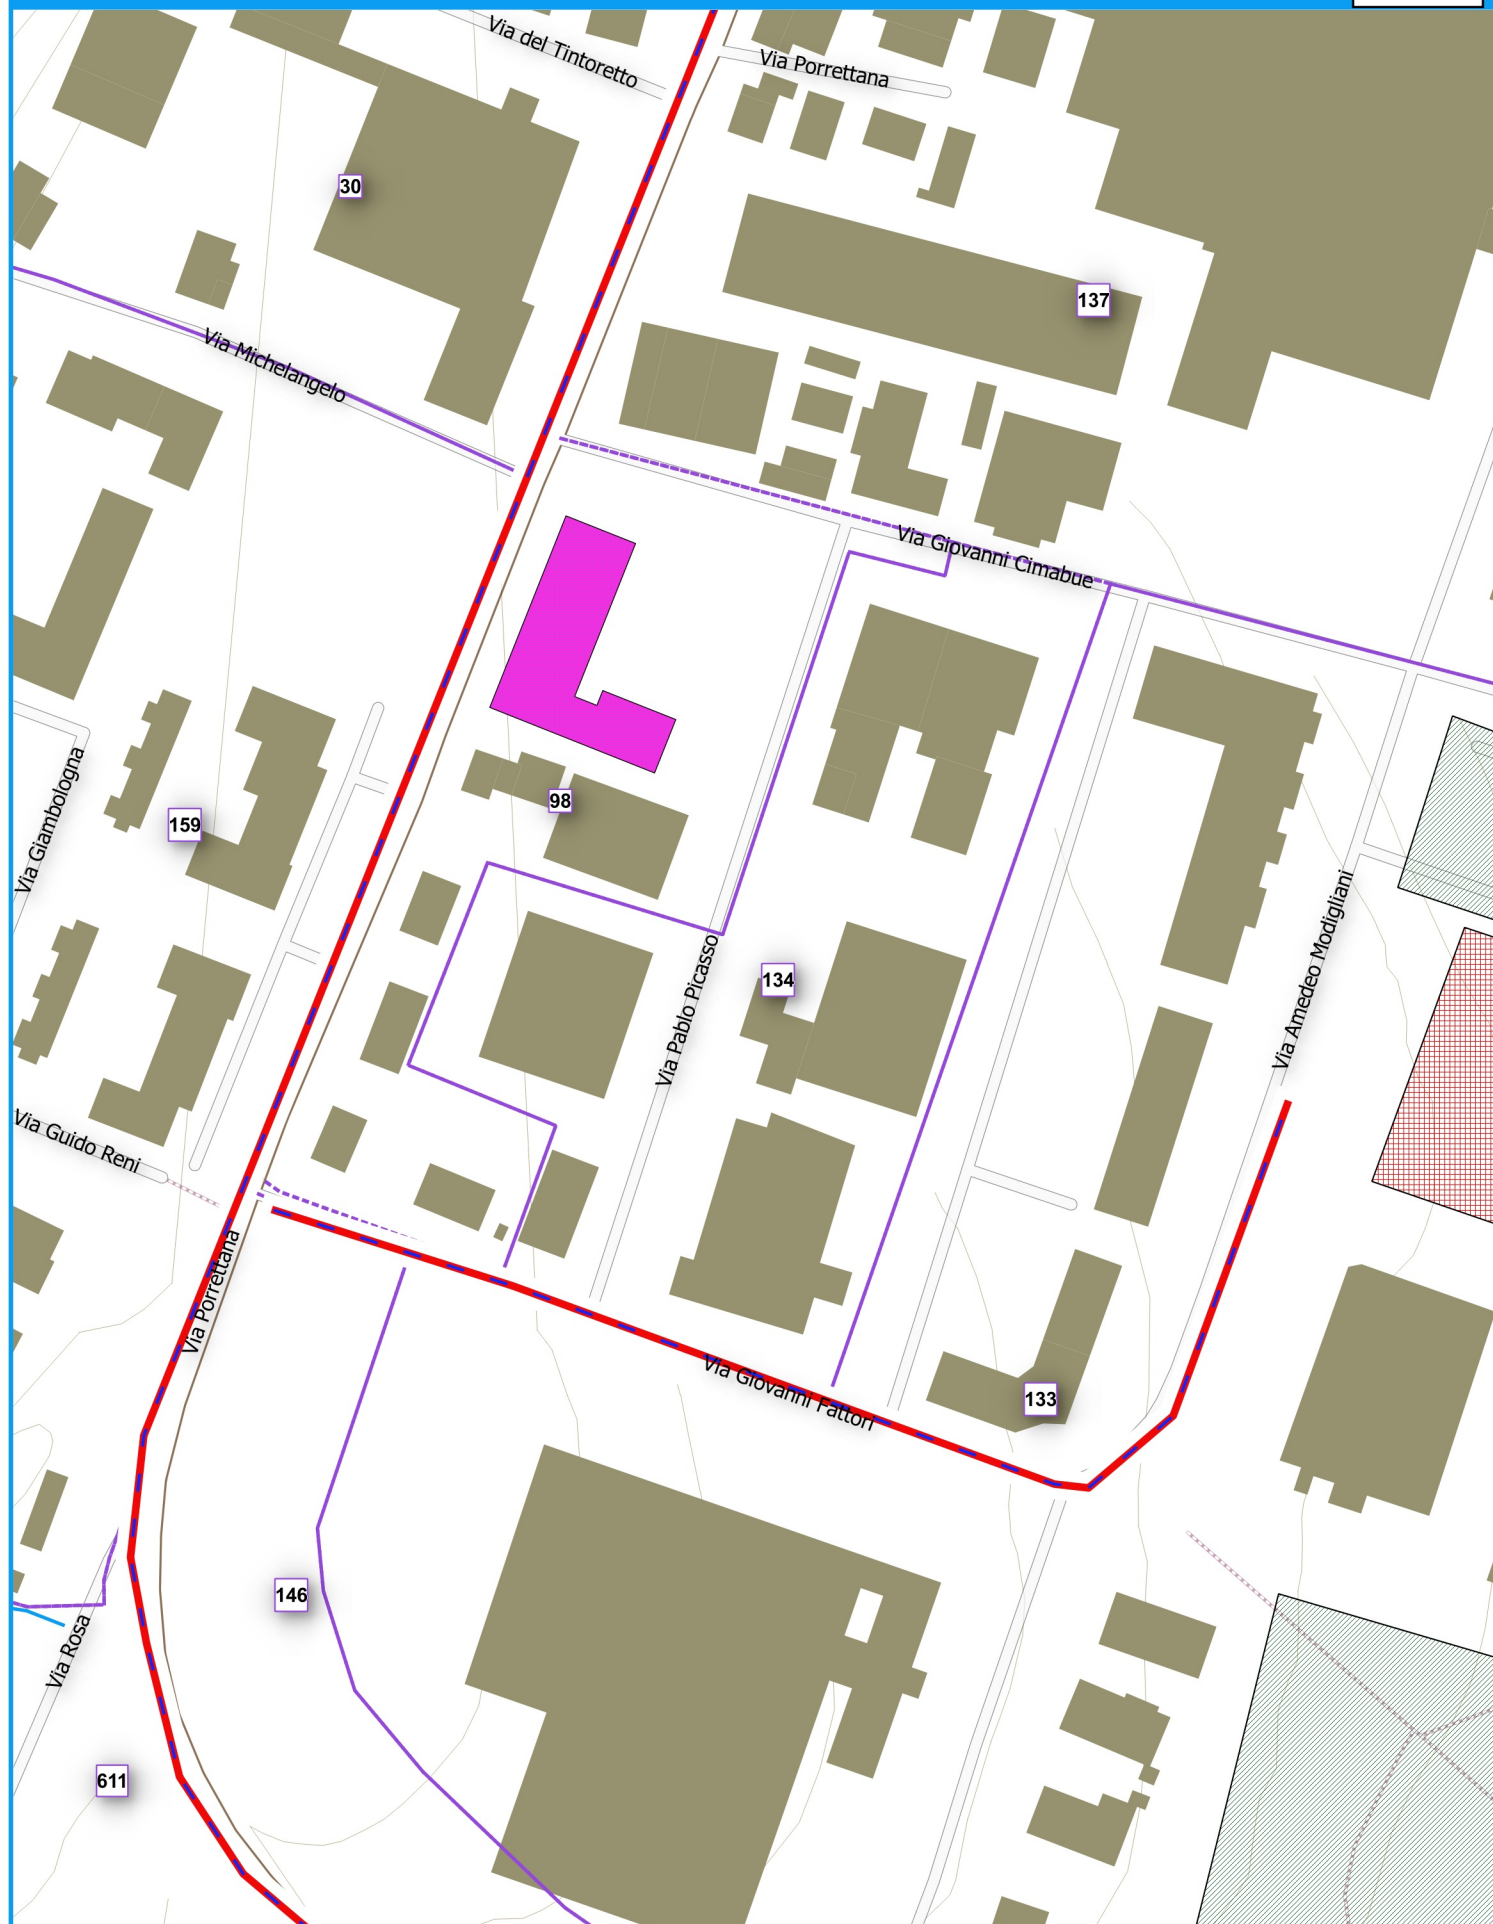 Via del Tintoretto
Via Porrettana
30
137
Via Michelangelo
Via Giovanni Cimabue
Via Giambologna
98
159
Via Amedeo Modigliani
134
Via Pablo Picasso
Via Guido Reni
Via Porrettana
Via Giovanni Fattori
133
146
Via Rosa
611